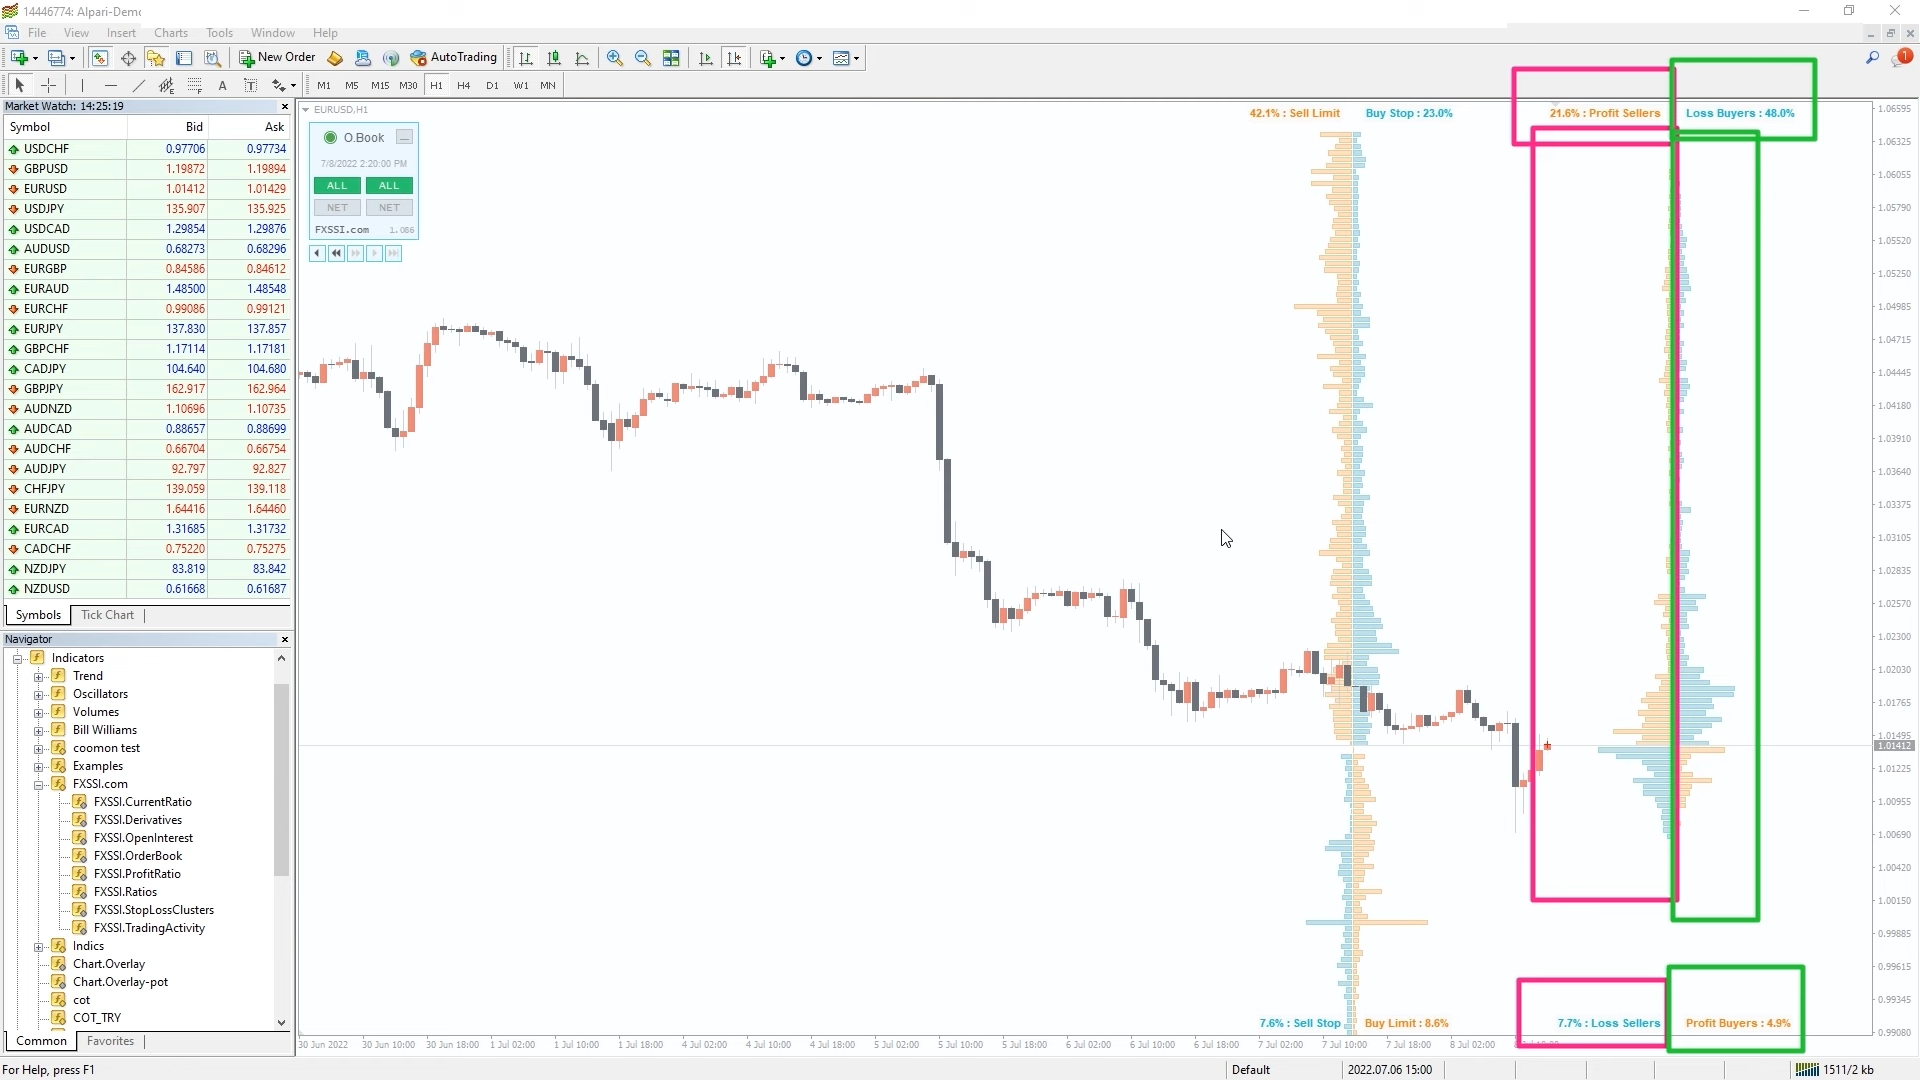 14446774: Alpari-Demo
File View Insert Charts Tools Window Help
New Order AutoTrading
1
M1 M5 M15 M30 H1 H4 D1 W1 MN
Market Watch: 14:25:19
Symbol Bid Ask
USDCHF 0.97706 0.97734
GBPUSD 1.19872 1.19894
EURUSD 1.01412 1.01429
USDJPY 135.907 135.925
USDCAD 1.29854 1.29876
AUDUSD 0.68273 0.68296
EURGBP 0.84586 0.84612
EURAUD 1.48500 1.48548
EURCHF 0.99086 0.99121
EURJPY 137.830 137.857
GBPCHF 1.17114 1.17181
CADJPY 104.640 104.680
GBPJPY 162.917 162.964
AUDNZD 1.10696 1.10735
AUDCAD 0.88657 0.88699
AUDCHF 0.66704 0.66754
AUDJPY 92.797 92.827
CHFJPY 139.059 139.118
EURNZD 1.64416 1.64460
EURCAD 1.31685 1.31732
CADCHF 0.75220 0.75275
NZDJPY 83.819 83.842
NZDUSD 0.61668 0.61687
Symbols Tick Chart
Navigator
Indicators
Trend
Oscillators
Volumes
Bill Williams
coomon test
Examples
FXSSI.com
FXSSI.CurrentRatio
FXSSI.Derivatives
FXSSI.OpenInterest
FXSSI.OrderBook
FXSSI.ProfitRatio
FXSSI.Ratios
FXSSI.StopLossClusters
FXSSI.TradingActivity
Indics
Chart.Overlay
Chart.Overlay-pot
cot
COT_TRY
Common Favorites
EURUSD,H1
O.Book
7/8/2022 2:20:00 PM
ALL ALL
NET NET
FXSSI.com 1.086
42.1% : Sell Limit Buy Stop : 23.0% 21.6% : Profit Sellers Loss Buyers : 48.0%
1.06595
1.06325
1.06055
1.05790
1.05520
1.05250
1.04985
1.04715
1.04445
1.04180
1.03910
1.03640
1.03375
1.03105
1.02835
1.02570
1.02300
1.02030
1.01765
1.01495
1.01412
1.01225
1.00955
1.00690
1.00420
1.00150
0.99885
0.99615
0.99345
0.99080
7.6% : Sell Stop Buy Limit : 8.6% 7.7% : Loss Sellers Profit Buyers : 4.9%
30 Jun 2022 30 Jun 10:00 30 Jun 18:00 1 Jul 02:00 1 Jul 10:00 1 Jul 18:00 4 Jul 02:00 4 Jul 10:00 4 Jul 18:00 5 Jul 02:00 5 Jul 10:00 5 Jul 18:00 6 Jul 02:00 6 Jul 10:00 6 Jul 18:00 7 Jul 02:00 7 Jul 10:00 7 Jul 18:00 8 Jul 02:00
For Help, press F1 Default 2022.07.06 15:00 1511/2 kb